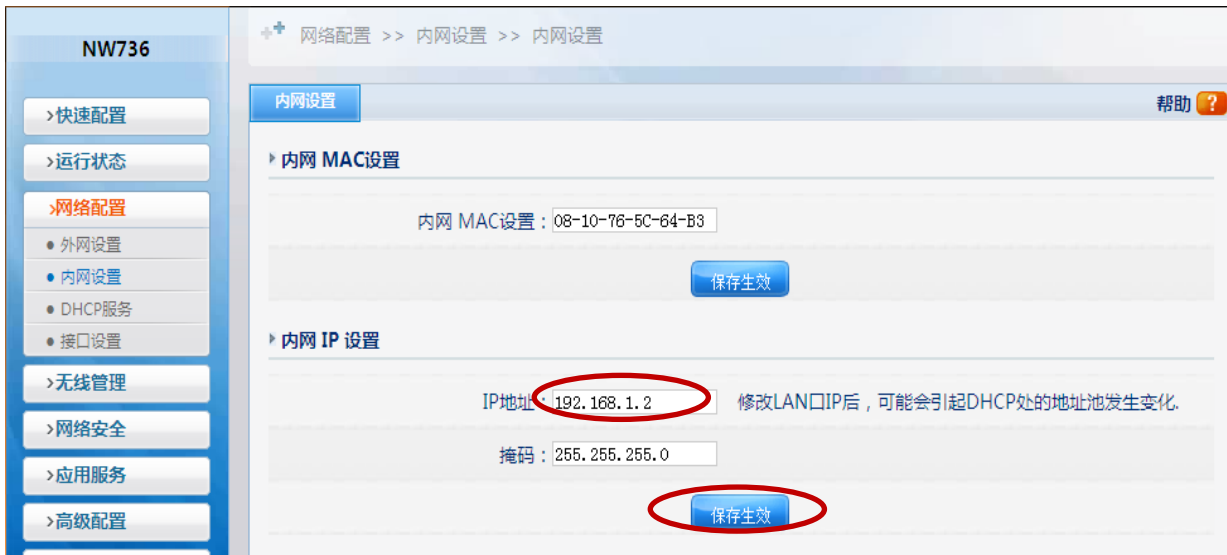 NW736
网络配置 >> 内网设置 >> 内网设置
>快速配置
>运行状态
>网络配置
● 外网设置
● 内网设置
● DHCP服务
● 接口设置
>无线管理
>网络安全
>应用服务
>高级配置
内网设置
帮助 ?
内网 MAC设置
内网 MAC设置：08-10-76-5C-64-B3
保存生效
内网 IP 设置
IP地址：192.168.1.2 修改LAN口IP后，可能会引起DHCP处的地址池发生变化.
掩码：255.255.255.0
保存生效